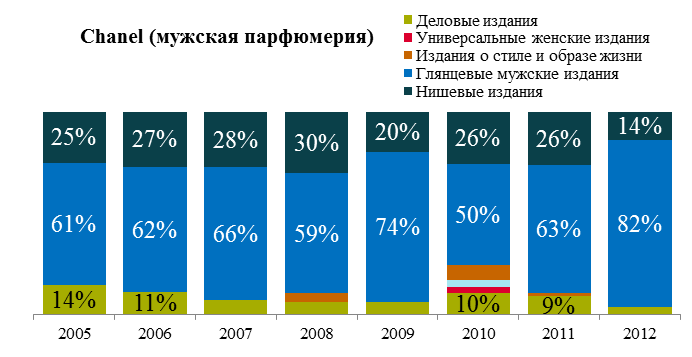 Chanel (мужская парфюмерия)
Деловые издания
Универсальные женские издания
Издания о стиле и образе жизни
Глянцевые мужские издания
Нишевые издания
25% 27% 28% 30% 20% 26% 26% 14%
61% 62% 66% 59% 74% 50% 63% 82%
14% 11% 10% 9%
2005 2006 2007 2008 2009 2010 2011 2012